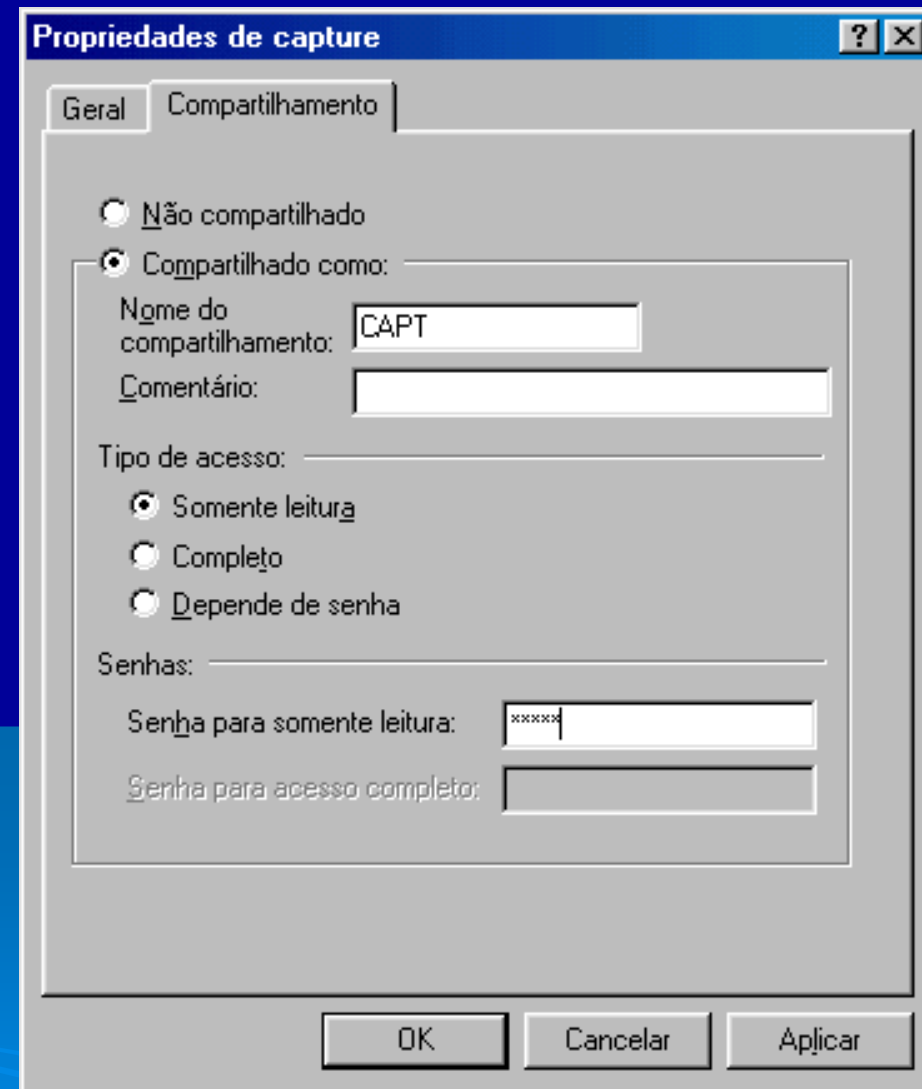 Propriedades de capture
Geral Compartilhamento
Não compartilhado
Compartilhado como:
Nome do
compartilhamento: CAPT
Comentário:
Tipo de acesso:
Somente leitura
Completo
Depende de senha
Senhas:
Senha para somente leitura: *****
Senha para acesso completo:
OK Cancelar Aplicar